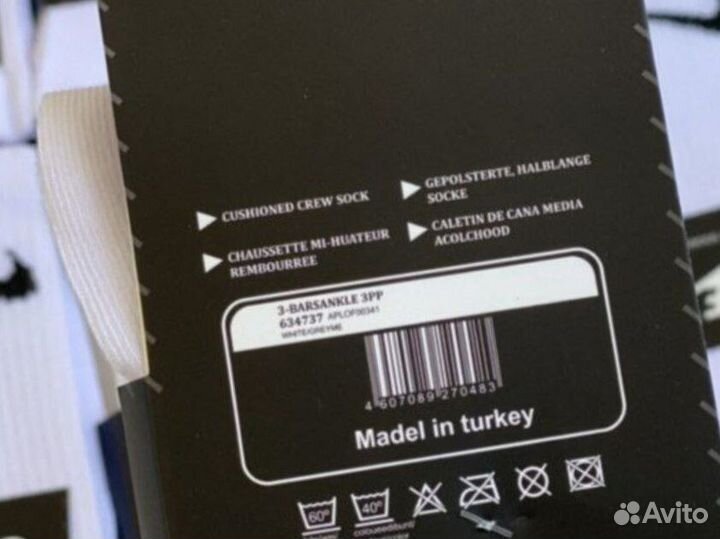 CUSHIONED CREW SOCK
GEPOLSTERTE, HALBLANGE
SOCKE
CHAUSSETTE MI-HUATEUR
REMBOURREE
CALETIN DE CANA MEDIA
ACOLCHOOD
3-BARSANKLE 3PP
634737 APLOF00341
WHITE/GREYME
4 607089 270483
Madel in turkey
60°
40°
Avito